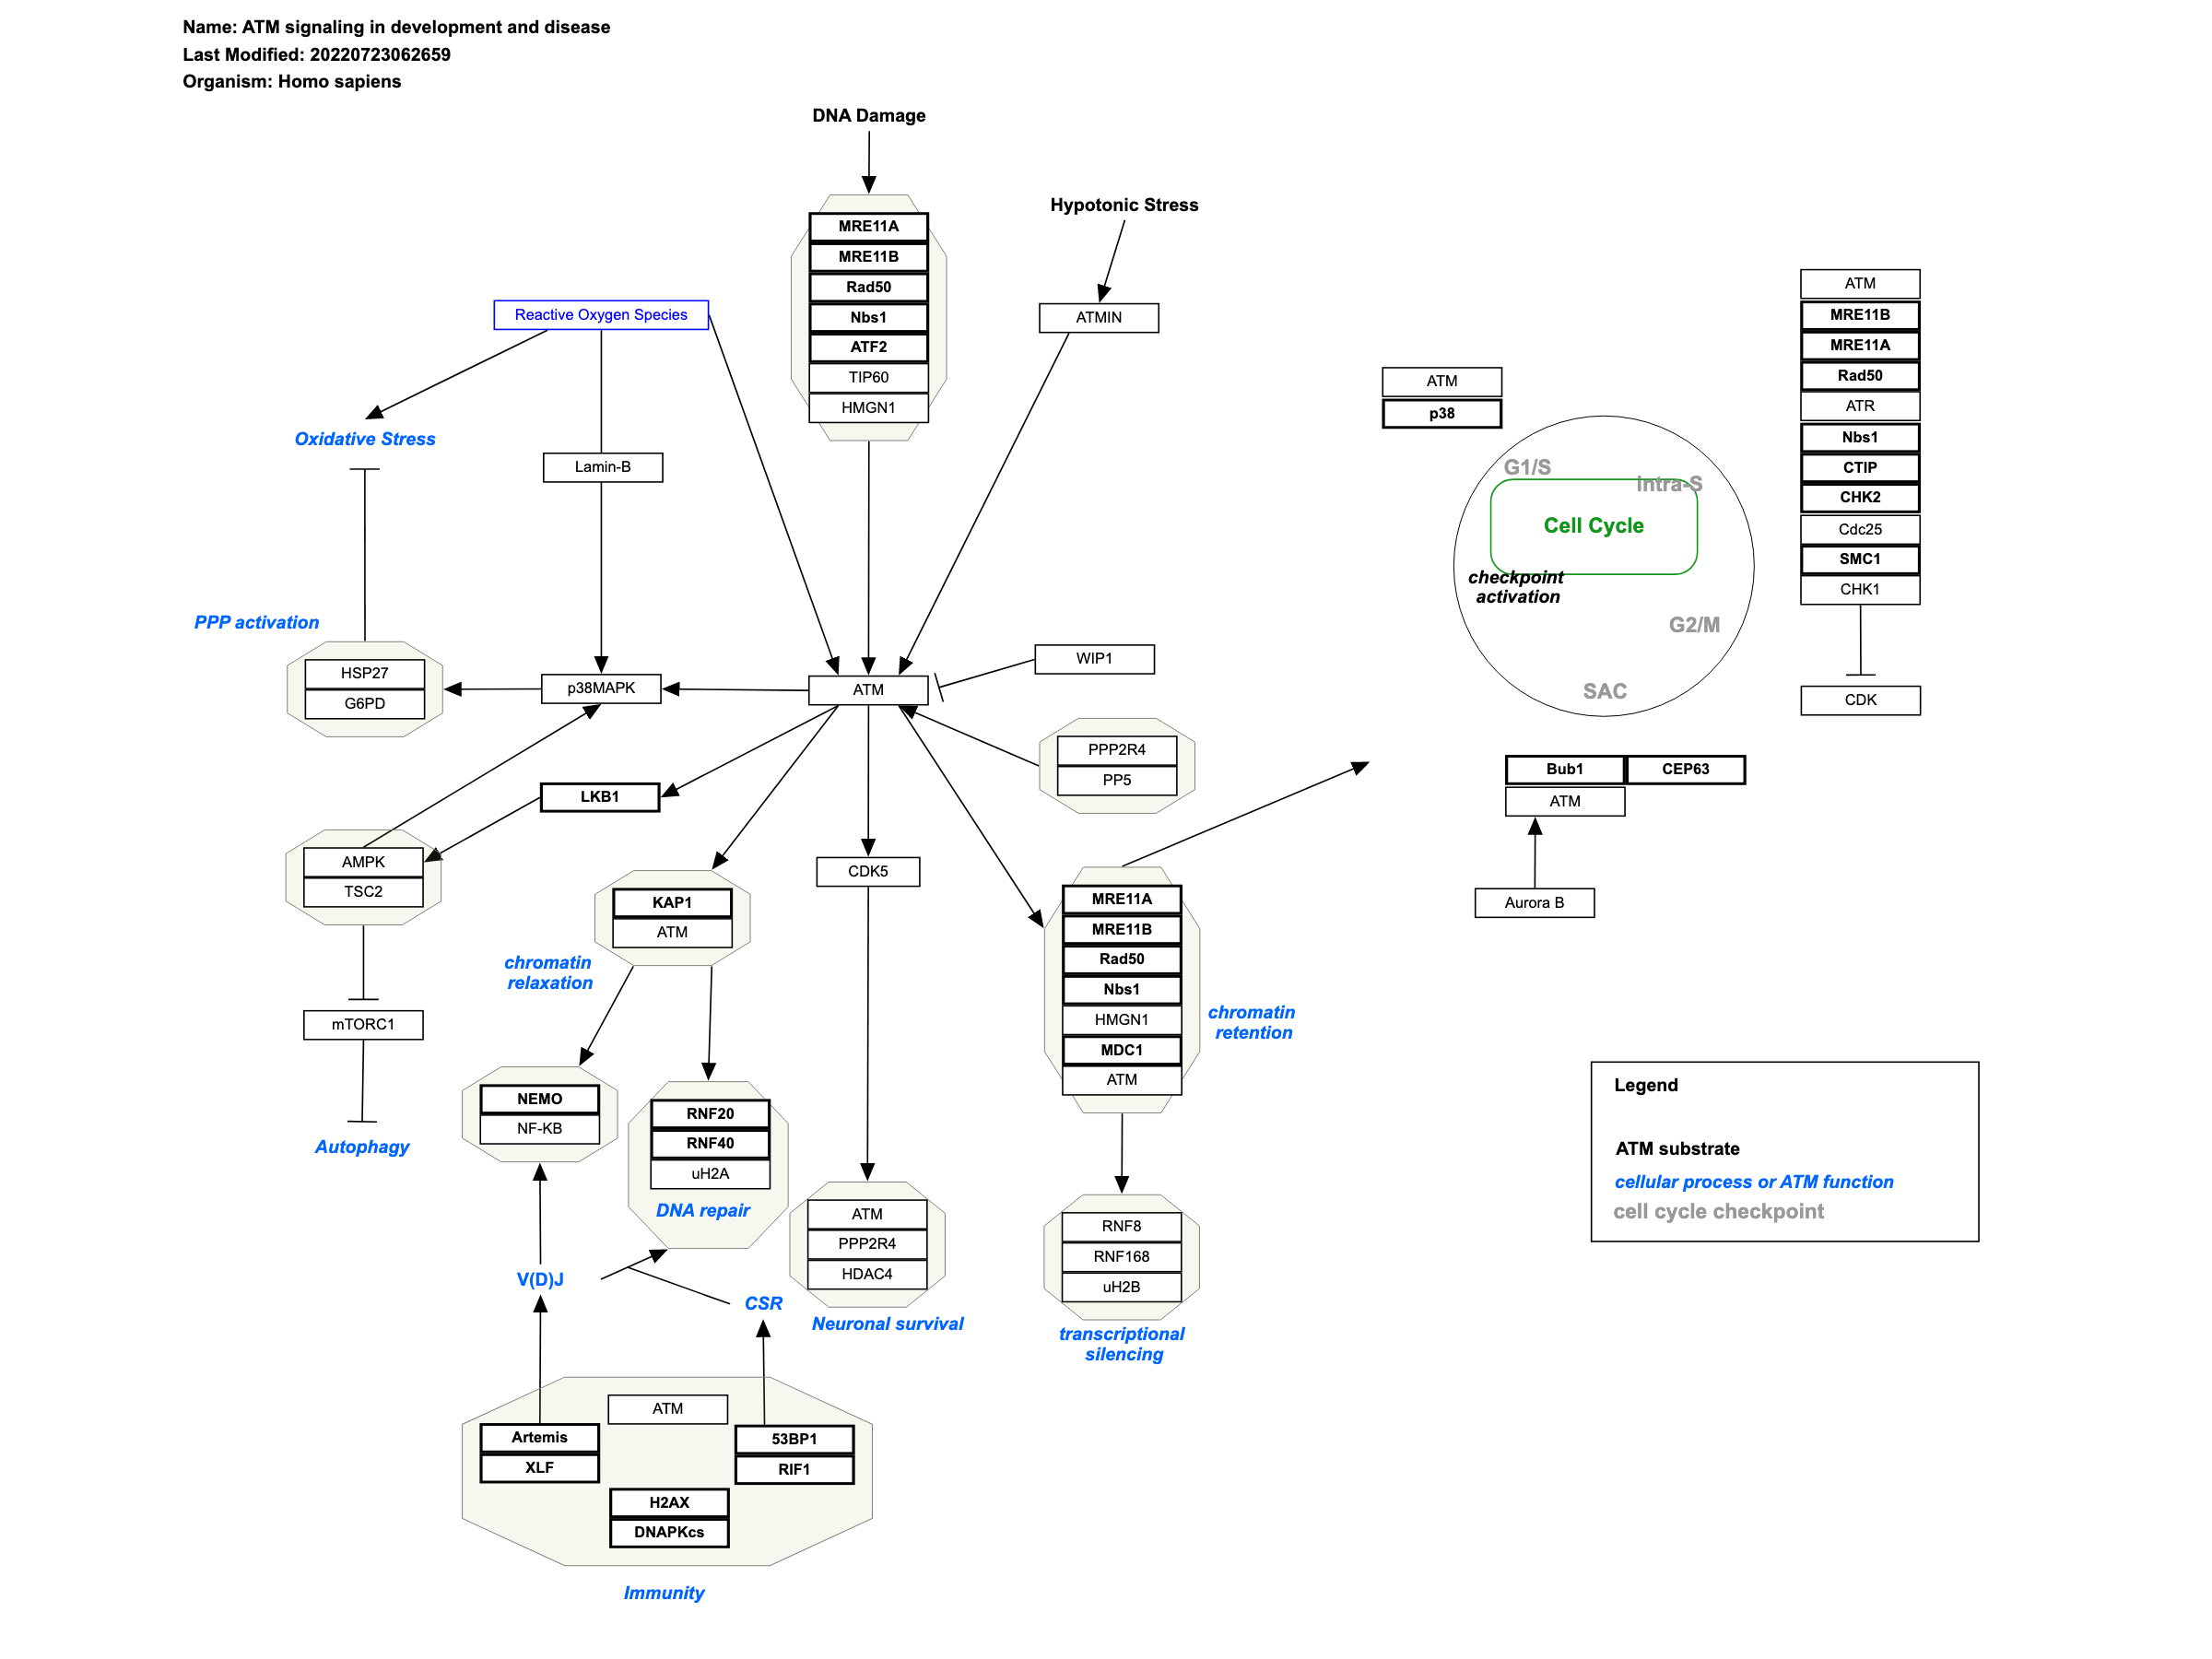 Name: ATM signaling in development and disease
Last Modified: 20220723062659
Organism: Homo sapiens
DNA Damage
MRE11A
MRE11B
Rad50
Nbs1
ATF2
TIP60
HMGN1
Hypotonic Stress
ATMIN
Reactive Oxygen Species
Oxidative Stress
Lamin-B
PPP activation
HSP27
G6PD
p38MAPK
ATM
WIP1
PPP2R4
PP5
LKB1
AMPK
TSC2
mTORC1
Autophagy
KAP1
ATM
chromatin
relaxation
CDK5
NEMO
NF-KB
RNF20
RNF40
uH2A
DNA repair
V(D)J
CSR
ATM
PPP2R4
HDAC4
Neuronal survival
MRE11A
MRE11B
Rad50
Nbs1
HMGN1
MDC1
ATM
chromatin
retention
RNF8
RNF168
uH2B
transcriptional
silencing
ATM
Artemis
XLF
53BP1
RIF1
H2AX
DNAPKcs
Immunity
ATM
p38
G1/S
Intra-S
Cell Cycle
checkpoint
activation
G2/M
SAC
ATM
MRE11B
MRE11A
Rad50
ATR
Nbs1
CTIP
CHK2
Cdc25
SMC1
CHK1
CDK
Bub1
CEP63
ATM
Aurora B
Legend
ATM substrate
cellular process or ATM function
cell cycle checkpoint